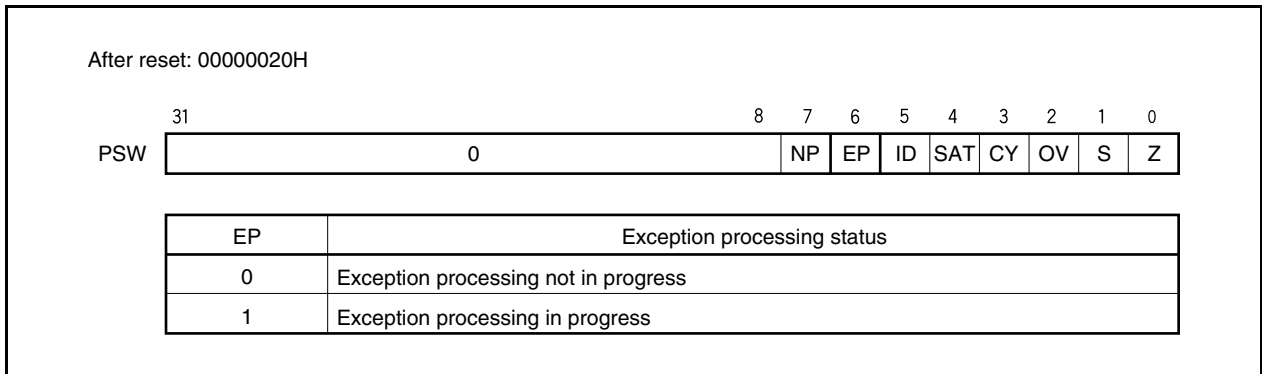 After reset: 00000020H
31 8 7 6 5 4 3 2 1 0
PSW 0 NP EP ID SAT CY OV S Z
EP Exception processing status
0 Exception processing not in progress
1 Exception processing in progress